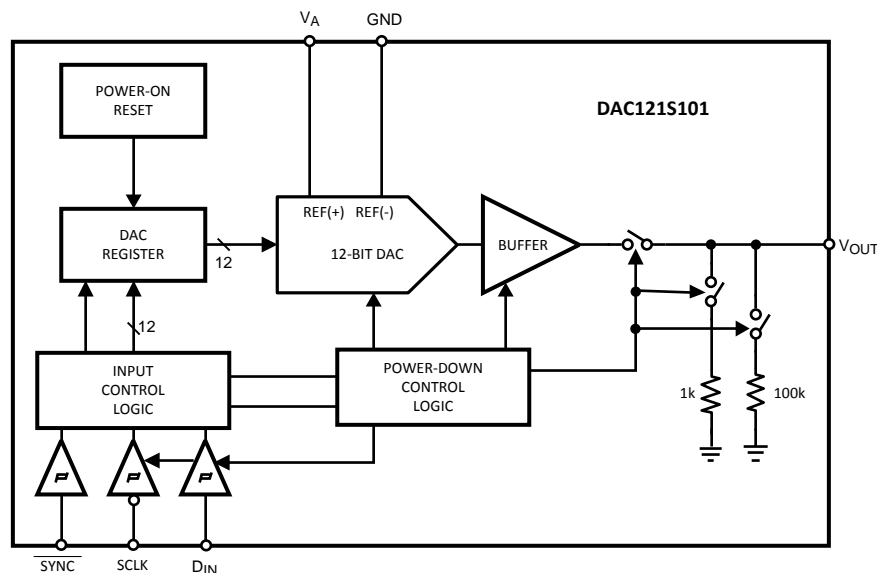 VA GND
POWER-ON
RESET
DAC121S101
REF(+) REF(-)
DAC
REGISTER
12
12-BIT DAC
BUFFER
VOUT
12
INPUT
CONTROL
LOGIC
POWER-DOWN
CONTROL
LOGIC
1k
100k
SYNC SCLK DIN